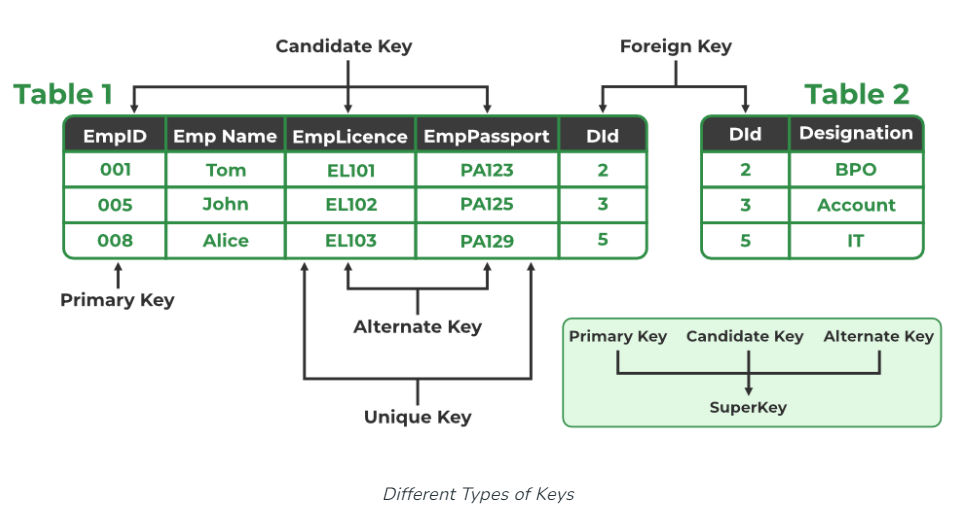 Candidate Key
Foreign Key
Table 1
Table 2
EmpID Emp Name EmpLicence EmpPassport DId
001 Tom EL101 PA123 2
005 John EL102 PA125 3
008 Alice EL103 PA129 5
DId Designation
2 BPO
3 Account
5 IT
Primary Key
Alternate Key
Unique Key
Primary Key Candidate Key Alternate Key
SuperKey
Different Types of Keys